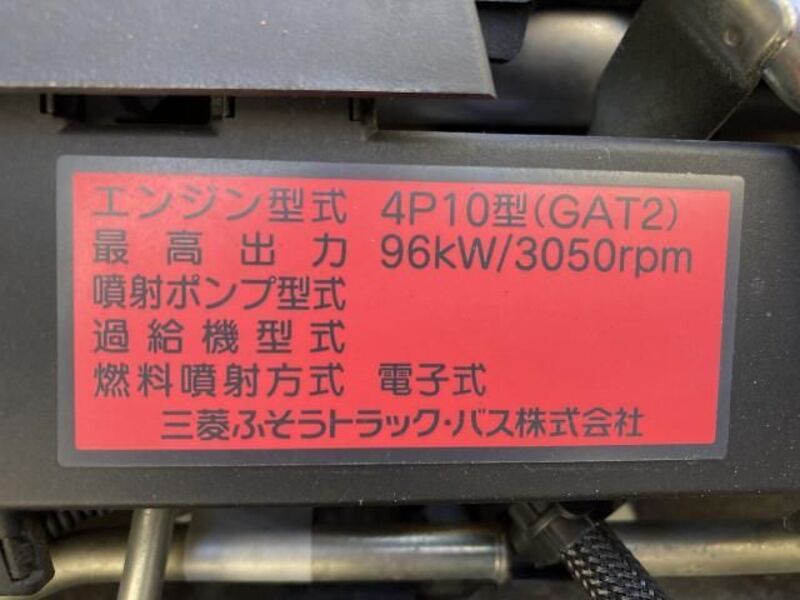 エンジン型式 4P10型(GAT2)
最高出力 96kW/3050rpm
噴射ポンプ型式
過給機型式
燃料噴射方式 電子式
三菱ふそうトラック・バス株式会社